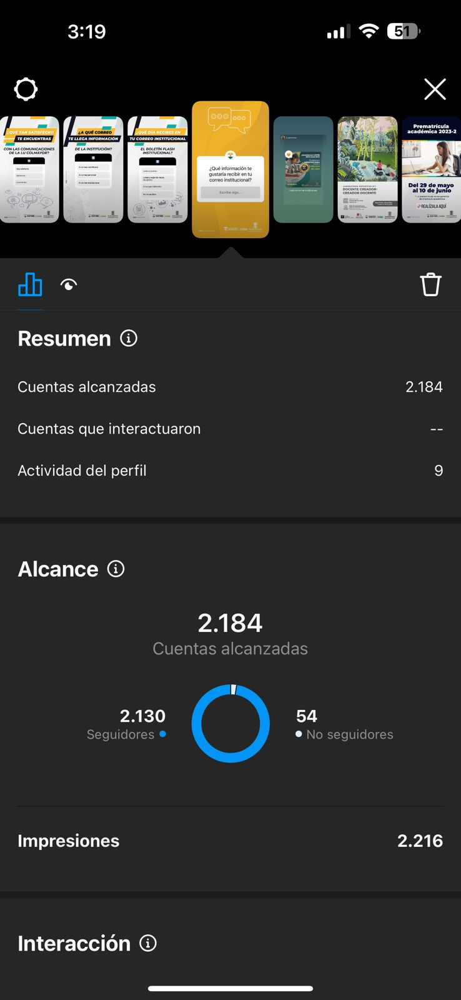 3:19
51
¿QUÉ TAN SATISFECHO
TE ENCUENTRAS
CON LAS COMUNICACIONES
DE LA LU COLMAYOR?
¿A QUÉ CORREO
TE LLEGA INFORMACIÓN
DE LA INSTITUCIÓN?
¿QUÉ DÍA RECIBES EN
TU CORREO INSTITUCIONAL
EL BOLETÍN FLASH
INSTITUCIONAL?
¿Qué información te
gustaría recibir en tu
correo institucional?
Escribe algo...
LABORATORIO EXPOSITIVO N°1
DOCENTE CREADOR-
CREADOR DOCENTE
Prematrícula
académica 2023-2
Del 29 de mayo
al 10 de junio
REALÍZALA AQUÍ
Resumen
Cuentas alcanzadas 2.184
Cuentas que interactuaron --
Actividad del perfil 9
Alcance
2.184
Cuentas alcanzadas
2.130
Seguidores
54
No seguidores
Impresiones 2.216
Interacción